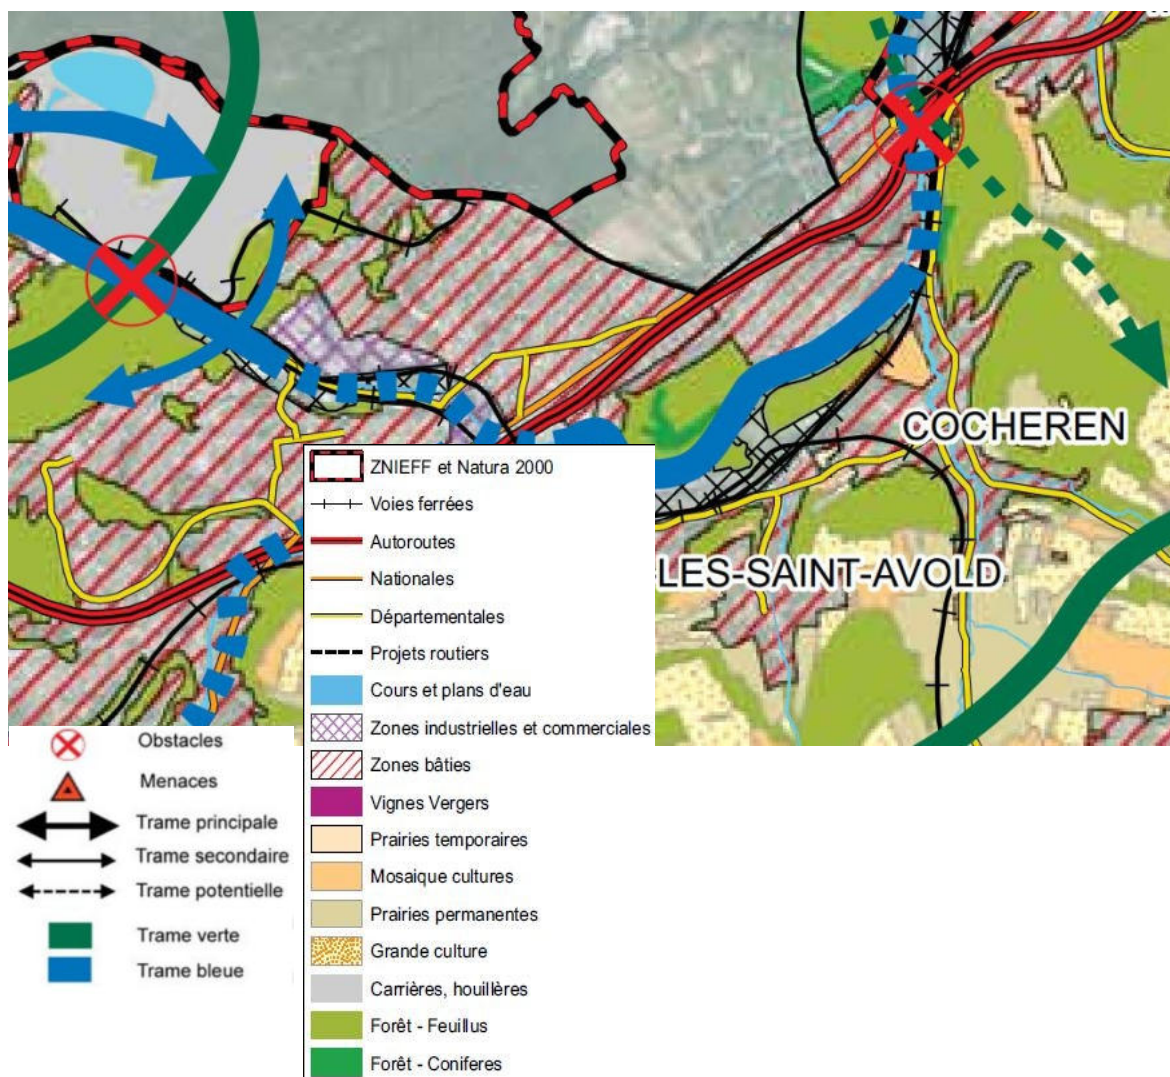 COCHEREN
-LES-SAINT-AVOLD
ZNIEFF et Natura 2000
Voies ferrées
Autoroutes
Nationales
Départementales
Projets routiers
Cours et plans d'eau
Zones industrielles et commerciales
Zones bâties
Vignes Vergers
Prairies temporaires
Mosaique cultures
Prairies permanentes
Grande culture
Carrières, houillères
Forêt - Feuillus
Forêt - Coniferes
Obstacles
Menaces
Trame principale
Trame secondaire
Trame potentielle
Trame verte
Trame bleue